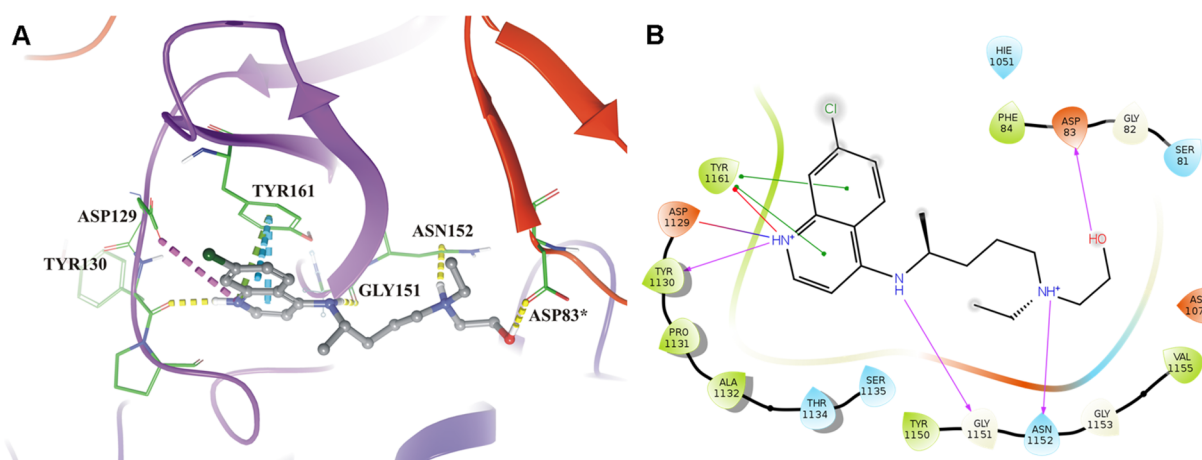 A
TYR161
ASP129
TYR130
ASN152
GLY151
ASP83*
B
HIE
1051
PHE
84
ASP
83
GLY
82
SER
81
Cl
TYR
1161
ASP
1129
HN⁺
TYR
1130
N
H
HO
NH⁺
AS
107
PRO
1131
ALA
1132
THR
1134
SER
1135
VAL
1155
TYR
1150
GLY
1151
ASN
1152
GLY
1153